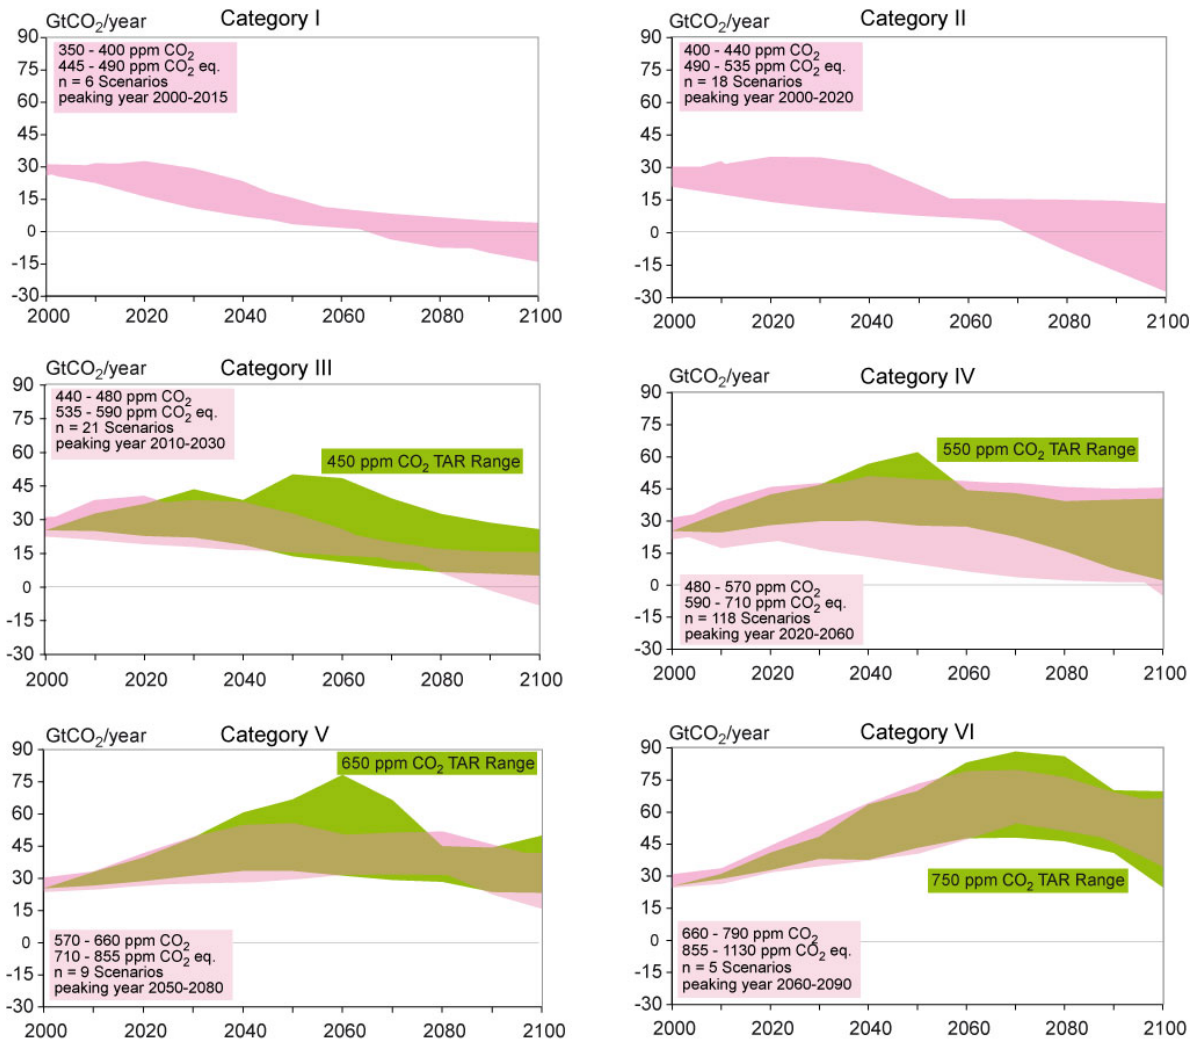 GtCO2/year
Category I
350 - 400 ppm CO2
445 - 490 ppm CO2 eq.
n = 6 Scenarios
peaking year 2000-2015
90
75
60
45
30
15
0
-15
-30
2000
2020
2040
2060
2080
2100
GtCO2/year
Category II
400 - 440 ppm CO2
490 - 535 ppm CO2 eq.
n = 18 Scenarios
peaking year 2000-2020
90
75
60
45
30
15
0
-15
-30
2000
2020
2040
2060
2080
2100
GtCO2/year
Category III
440 - 480 ppm CO2
535 - 590 ppm CO2 eq.
n = 21 Scenarios
peaking year 2010-2030
450 ppm CO2 TAR Range
90
75
60
45
30
15
0
-15
-30
2000
2020
2040
2060
2080
2100
GtCO2/year
Category IV
550 ppm CO2 TAR Range
480 - 570 ppm CO2
590 - 710 ppm CO2 eq.
n = 118 Scenarios
peaking year 2020-2060
90
75
60
45
30
15
0
-15
-30
2000
2020
2040
2060
2080
2100
GtCO2/year
Category V
650 ppm CO2 TAR Range
570 - 660 ppm CO2
710 - 855 ppm CO2 eq.
n = 9 Scenarios
peaking year 2050-2080
90
75
60
45
30
15
0
-15
-30
2000
2020
2040
2060
2080
2100
GtCO2/year
Category VI
750 ppm CO2 TAR Range
660 - 790 ppm CO2
855 - 1130 ppm CO2 eq.
n = 5 Scenarios
peaking year 2060-2090
90
75
60
45
30
15
0
-15
-30
2000
2020
2040
2060
2080
2100